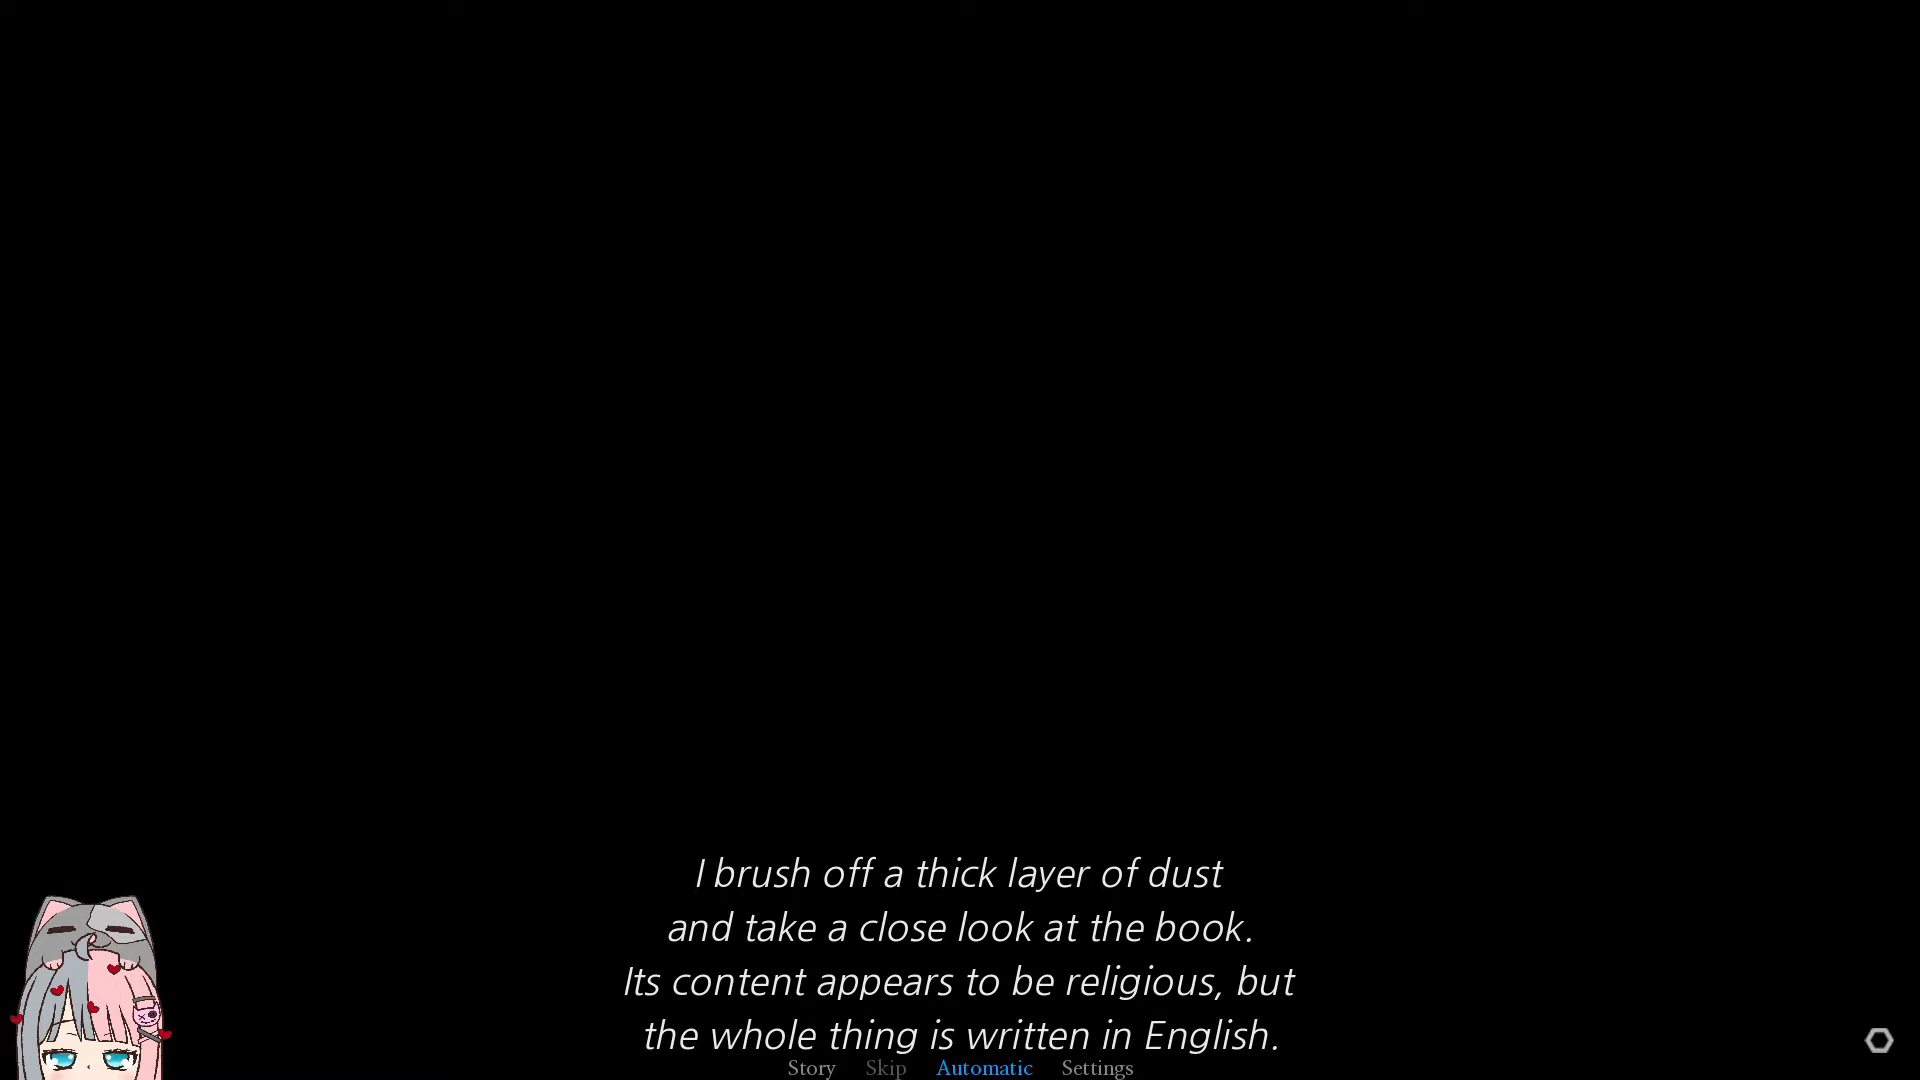 I brush off a thick layer of dust
and take a close look at the book.
Its content appears to be religious, but
the whole thing is written in English.
Story Skip Automatic Settings